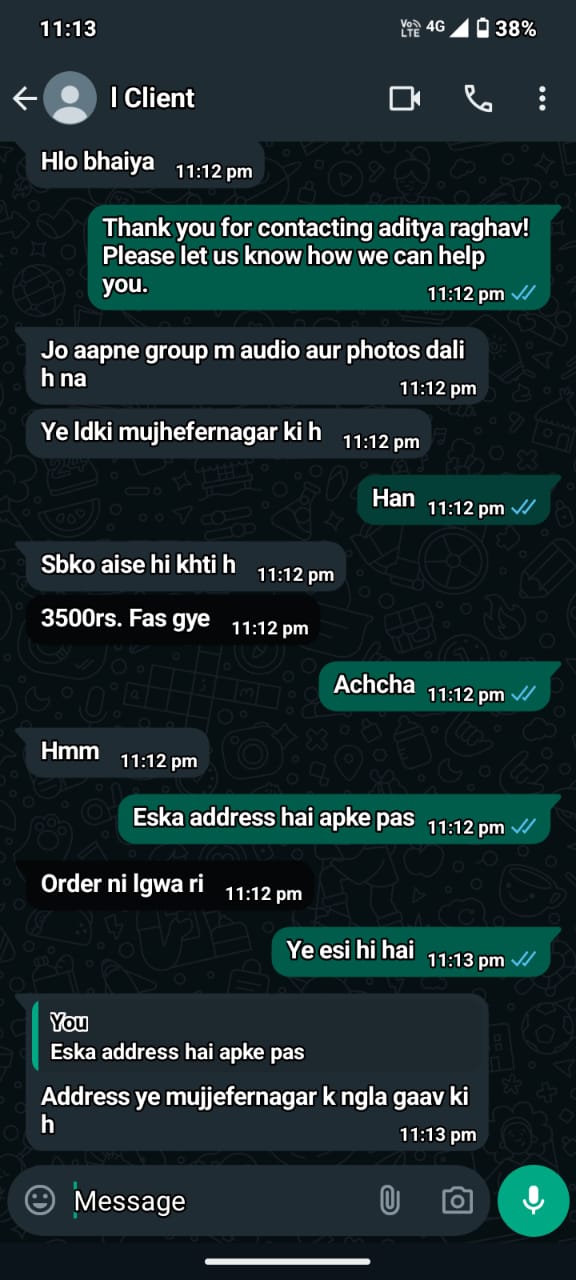 11:13
Vo) LTE 4G 38%
I Client
Hlo bhaiya 11:12 pm
Thank you for contacting aditya raghav!
Please let us know how we can help
you. 11:12 pm
Jo aapne group m audio aur photos dali
h na 11:12 pm
Ye ldki mujhefernagar ki h 11:12 pm
Han 11:12 pm
Sbko aise hi khti h 11:12 pm
3500rs. Fas gye 11:12 pm
Achcha 11:12 pm
Hmm 11:12 pm
Eska address hai apke pas 11:12 pm
Order ni lgwa ri 11:12 pm
Ye esi hi hai 11:13 pm
You
Eska address hai apke pas
Address ye mujjefernagar k ngla gaav ki
h 11:13 pm
Message